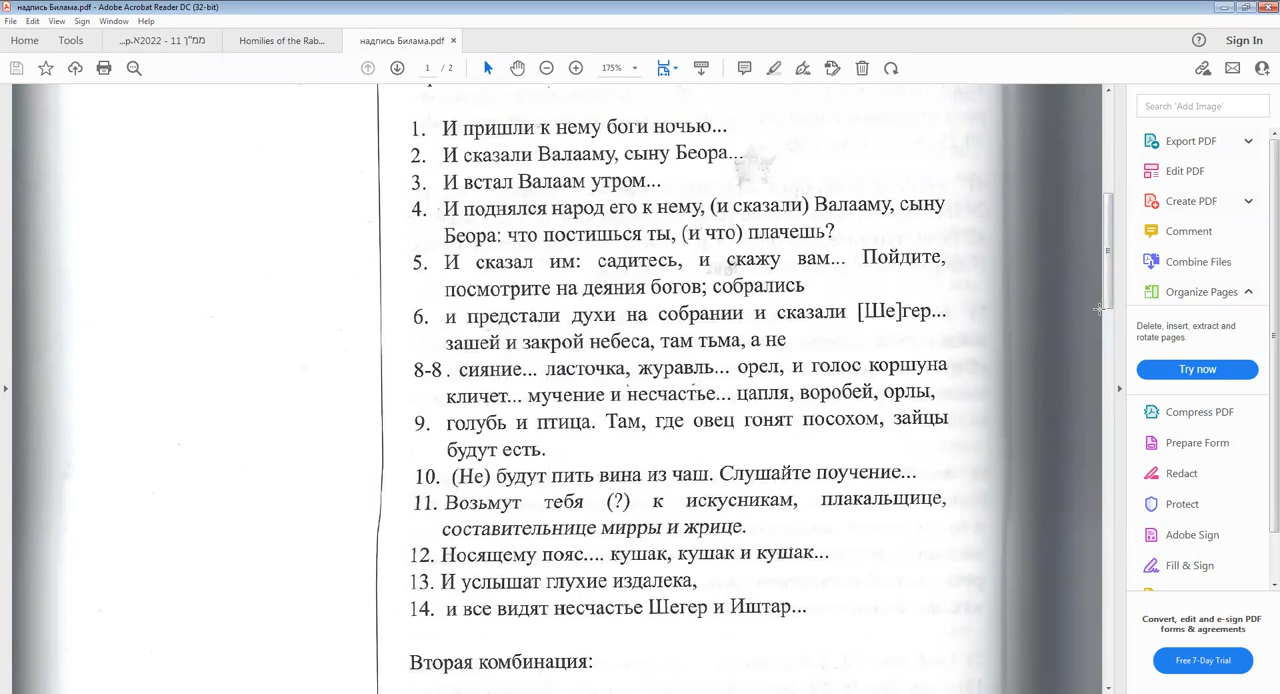 надпись Билама.pdf - Adobe Acrobat Reader DC (32-bit)
File Edit View Sign Window Help
Home Tools ממ"ן 11 - 2022א.p... Homilies of the Rab... надпись Билама.pdf × Sign In
1 / 2 175%
1. И пришли к нему боги ночью...
2. И сказали Валааму, сыну Беора...
3. И встал Валаам утром...
4. И поднялся народ его к нему, (и сказали) Валааму, сыну
Беора: что постишься ты, (и что) плачешь?
5. И сказал им: садитесь, и скажу вам... Пойдите,
посмотрите на деяния богов; собрались
6. и предстали духи на собрании и сказали [Ше]гер...
зашей и закрой небеса, там тьма, а не
8-8 . сияние... ласточка, журавль... орел, и голос коршуна
кличет... мучение и несчастье... цапля, воробей, орлы,
9. голубь и птица. Там, где овец гонят посохом, зайцы
будут есть.
10. (Не) будут пить вина из чаш. Слушайте поучение...
11. Возьмут тебя (?) к искусникам, плакальщице,
составительнице мирры и жрице.
12. Носящему пояс.... кушак, кушак и кушак...
13. И услышат глухие издалека,
14. и все видят несчастье Шегер и Иштар...
Вторая комбинация:
Search 'Add Image'
Export PDF
Edit PDF
Create PDF
Comment
Combine Files
Organize Pages
Delete, insert, extract and
rotate pages.
Try now
Compress PDF
Prepare Form
Redact
Protect
Adobe Sign
Fill & Sign
Convert, edit and e-sign PDF
forms & agreements
Free 7-Day Trial